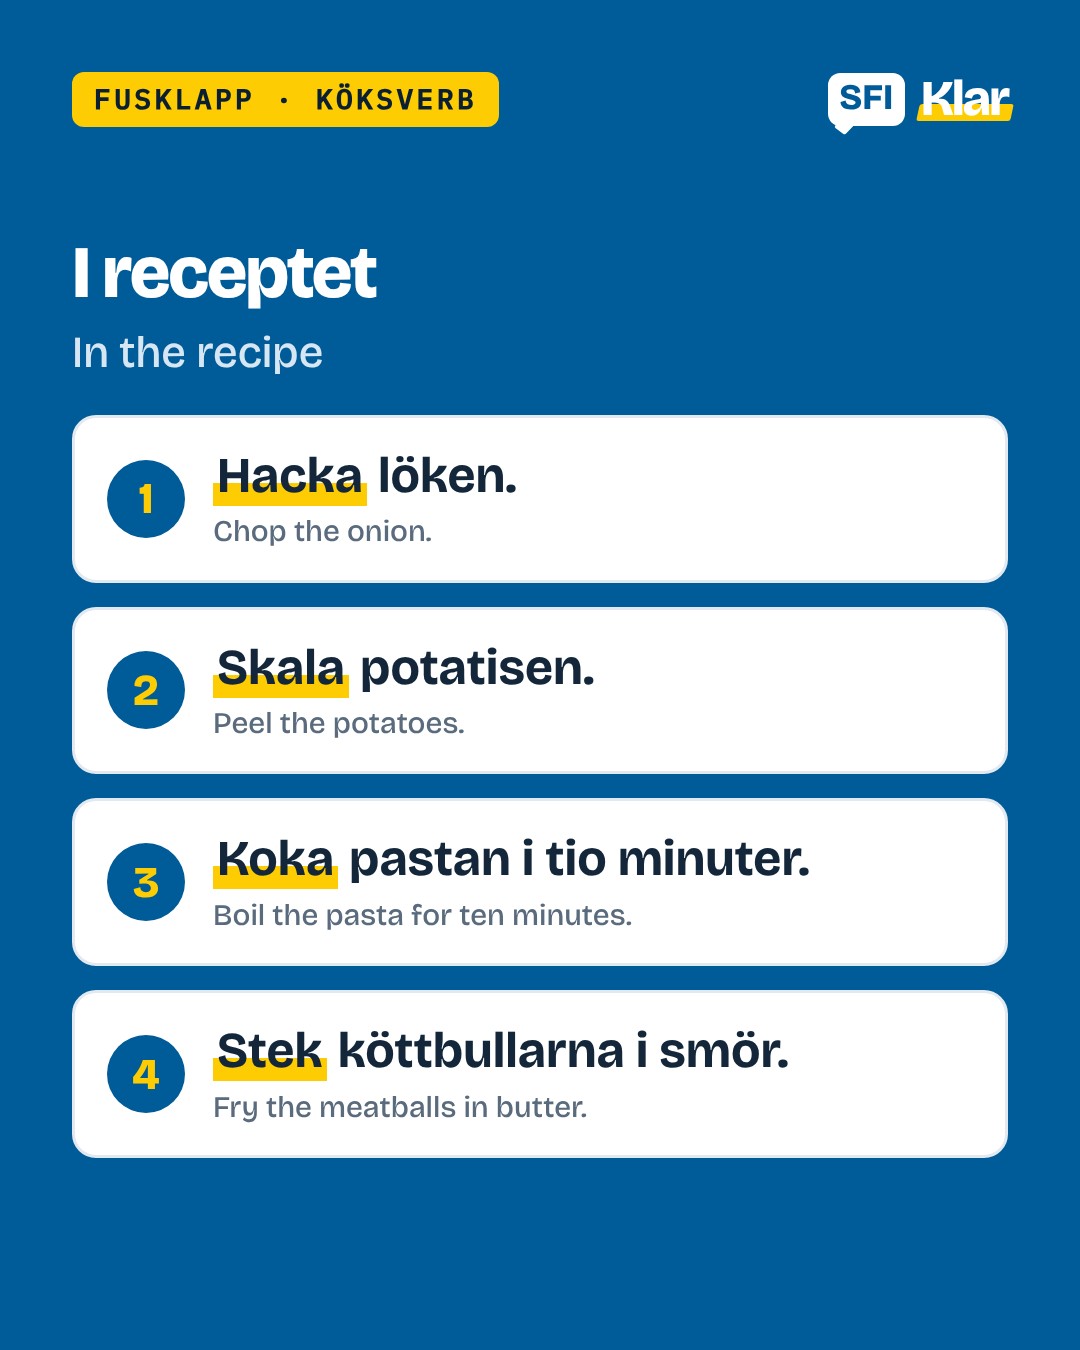 FUSKLAPP · KÖKSVERB
SFI Klar
I receptet
In the recipe
1
Hacka löken.
Chop the onion.
2
Skala potatisen.
Peel the potatoes.
3
Koka pastan i tio minuter.
Boil the pasta for ten minutes.
4
Stek köttbullarna i smör.
Fry the meatballs in butter.